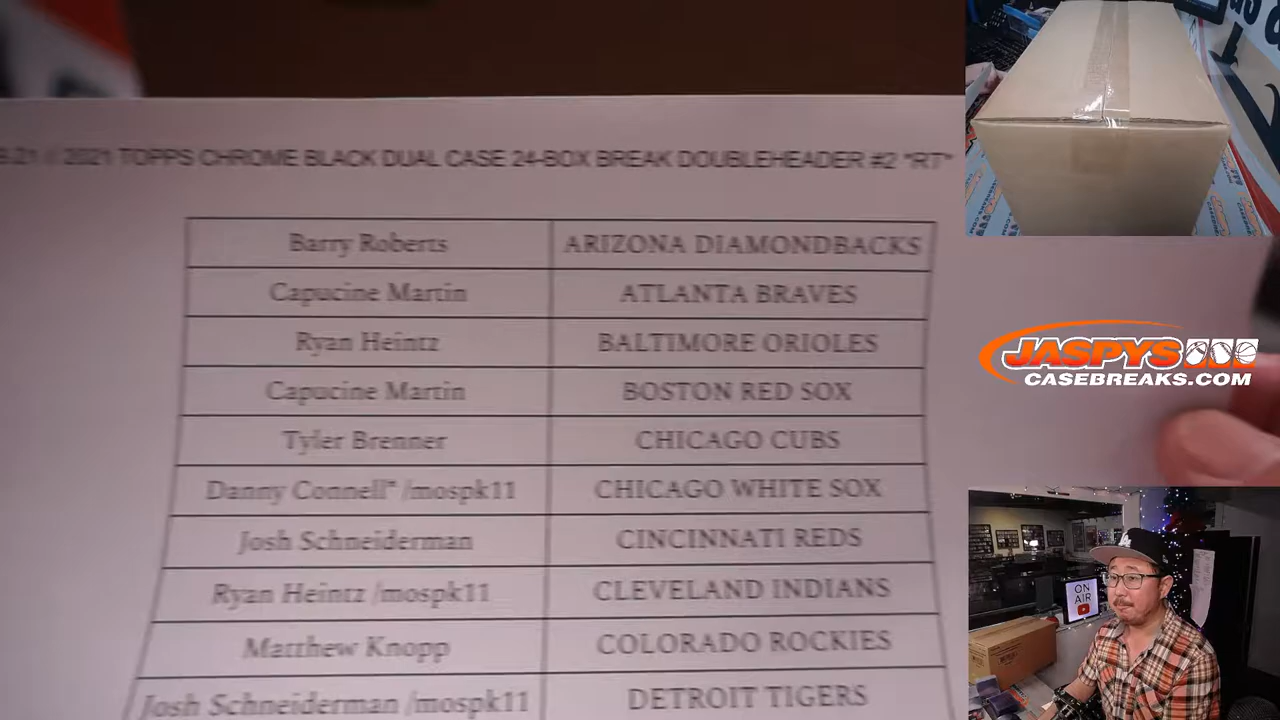 8.21 // 2021 TOPPS CHROME BLACK DUAL CASE 24-BOX BREAK DOUBLEHEADER #2 "RT"
Barry Roberts ARIZONA DIAMONDBACKS
Capucine Martin ATLANTA BRAVES
Ryan Heintz BALTIMORE ORIOLES
Capucine Martin BOSTON RED SOX
Tyler Brenner CHICAGO CUBS
Danny Connell* /mospk11 CHICAGO WHITE SOX
Josh Schneiderman CINCINNATI REDS
Ryan Heintz /mospk11 CLEVELAND INDIANS
Matthew Knopp COLORADO ROCKIES
Josh Schneiderman /mospk11 DETROIT TIGERS
JASPYS
CASEBREAKS.COM
ON
AIR